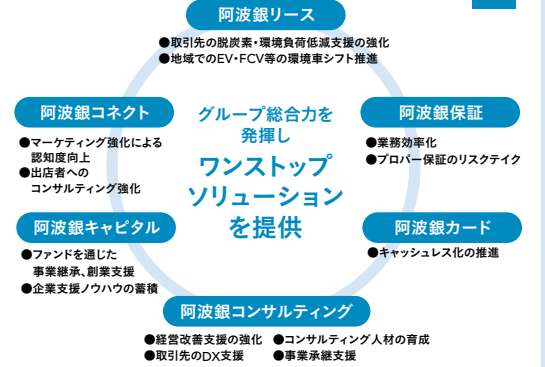 阿波銀リース
●取引先の脱炭素・環境負荷低減支援の強化
●地域でのEV・FCV等の環境車シフト推進
阿波銀コネクト
●マーケティング強化による
認知度向上
●出店者への
コンサルティング強化
グループ総合力を
発揮し
ワンストップ
ソリューション
を提供
阿波銀保証
●業務効率化
●プロパー保証のリスクテイク
阿波銀キャピタル
●ファンドを通じた
事業継承、創業支援
●企業支援ノウハウの蓄積
阿波銀カード
●キャッシュレス化の推進
阿波銀コンサルティング
●経営改善支援の強化 ●コンサルティング人材の育成
●取引先のDX支援 ●事業承継支援